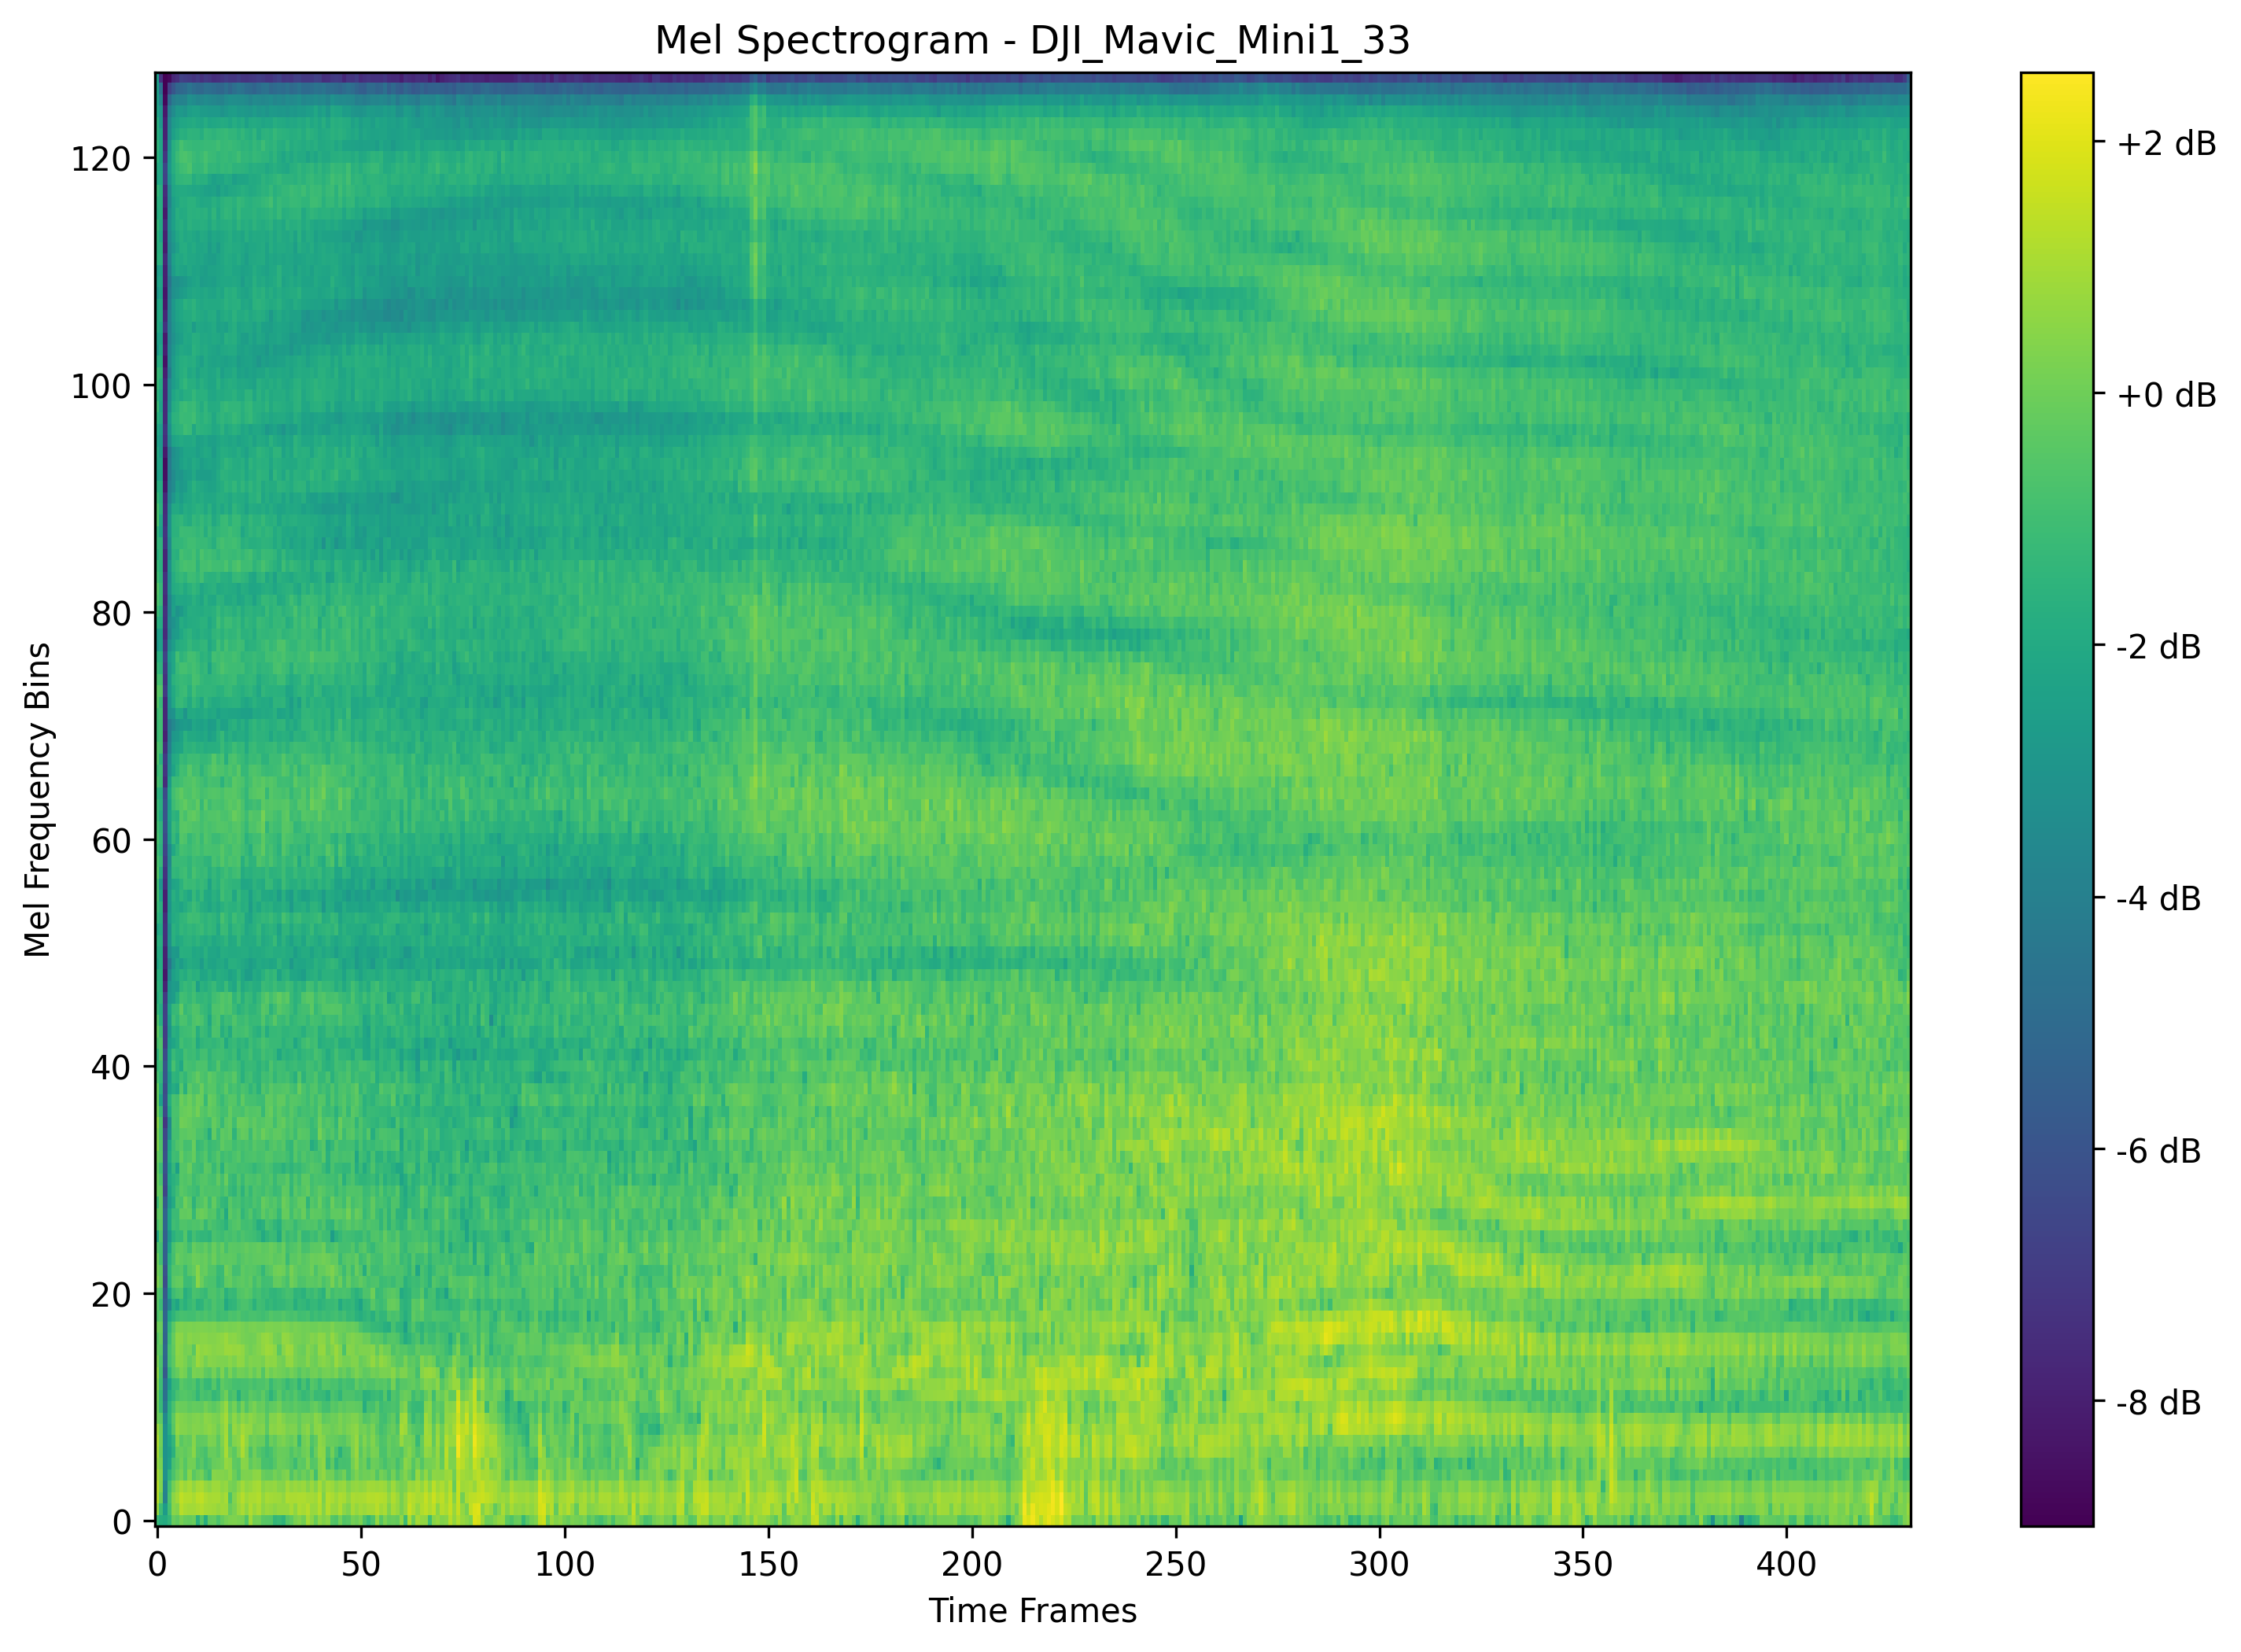 Mel Spectrogram - DJI_Mavic_Mini1_33
Mel Frequency Bins
120
100
80
60
40
20
0
0 50 100 150 200 250 300 350 400
Time Frames
+2 dB
+0 dB
-2 dB
-4 dB
-6 dB
-8 dB